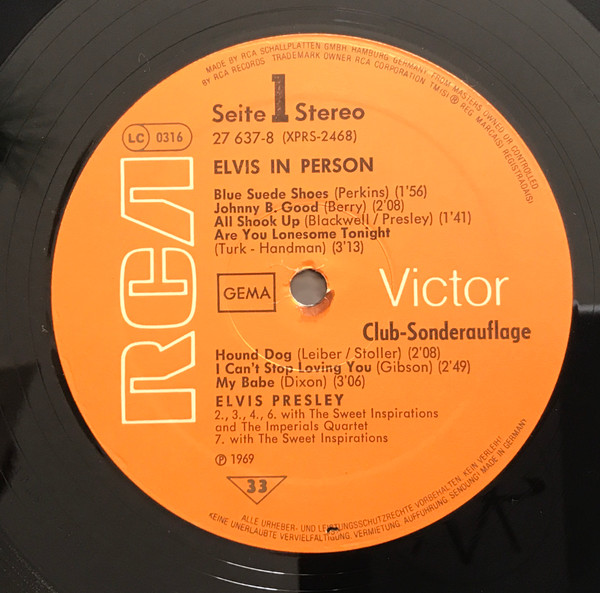 MADE BY RCA SCHALLPLATTEN GMBH, HAMBURG, GERMANY FROM MASTERS OWNED OR CONTROLLED
BY RCA RECORDS. TRADEMARK OWNER RCA CORPORATION. TM(S) ® REG. MARCA(S) REGISTRADA(S)
Seite 1 Stereo
27 637-8 (XPRS-2468)
LC 0316
ELVIS IN PERSON
Blue Suede Shoes (Perkins) (1'56)
Johnny B. Good (Berry) (2'08)
All Shook Up (Blackwell / Presley) (1'41)
Are You Lonesome Tonight
(Turk - Handman) (3'13)
RCA
GEMA
Victor
Club-Sonderauflage
Hound Dog (Leiber / Stoller) (2'08)
I Can't Stop Loving You (Gibson) (2'49)
My Babe (Dixon) (3'06)
ELVIS PRESLEY
2., 3., 4., 6. with The Sweet Inspirations
and The Imperials Quartet
7. with The Sweet Inspirations
℗ 1969
33
ALLE URHEBER- UND LEISTUNGSSCHUTZRECHTE VORBEHALTEN. KEIN VERLEIH!
KEINE UNERLAUBTE VERVIELFÄLTIGUNG, VERMIETUNG, AUFFÜHRUNG, SENDUNG! MADE IN GERMANY